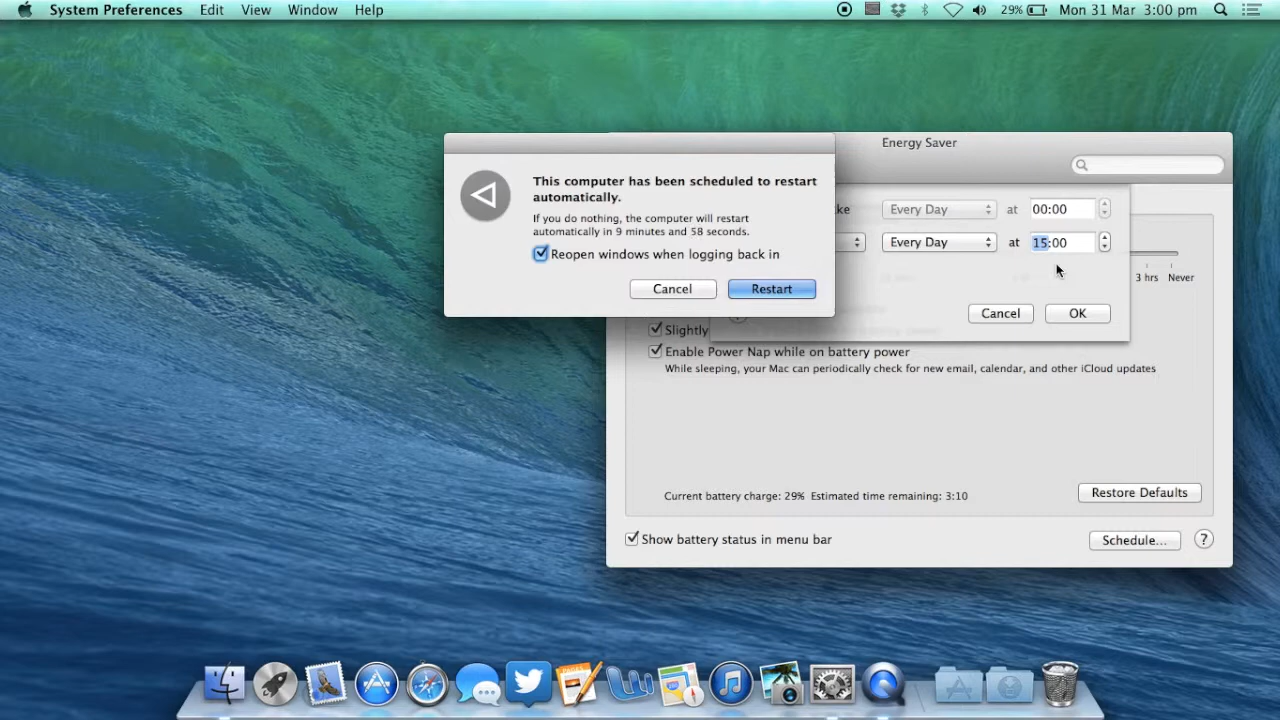 System Preferences Edit View Window Help 29% Mon 31 Mar 3:00 pm
Energy Saver
This computer has been scheduled to restart
automatically.
If you do nothing, the computer will restart
automatically in 9 minutes and 58 seconds.
Reopen windows when logging back in
Cancel Restart
ke Every Day at 00:00
Every Day at 15:00
3 hrs Never
Cancel OK
Slightly
Enable Power Nap while on battery power
While sleeping, your Mac can periodically check for new email, calendar, and other iCloud updates
Current battery charge: 29% Estimated time remaining: 3:10
Restore Defaults
Show battery status in menu bar
Schedule... ?